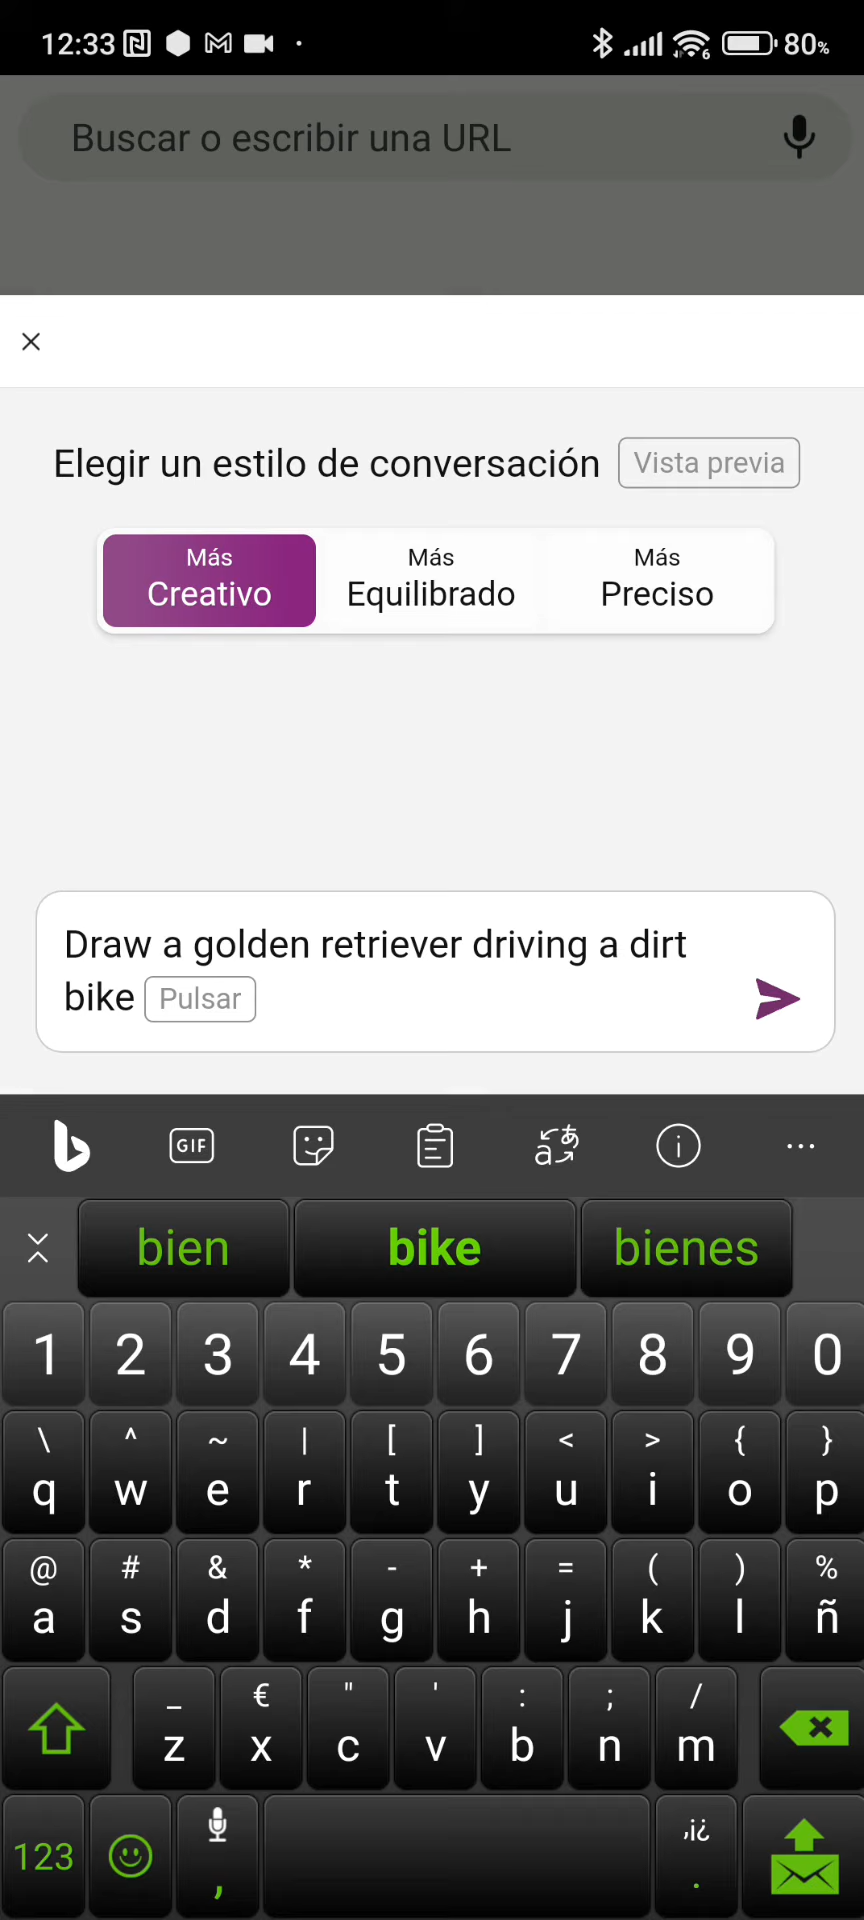 12:33 80%
Buscar o escribir una URL
Elegir un estilo de conversación Vista previa
Más Creativo
Más Equilibrado
Más Preciso
Draw a golden retriever driving a dirt
bike Pulsar
GIF
bien bike bienes
1 2 3 4 5 6 7 8 9 0
\ ^ ~ | [ ] < > { }
q w e r t y u i o p
@ # & * - + = ( ) %
a s d f g h j k l ñ
_ € " ' : ; /
z x c v b n m
,¡¿
123 , .